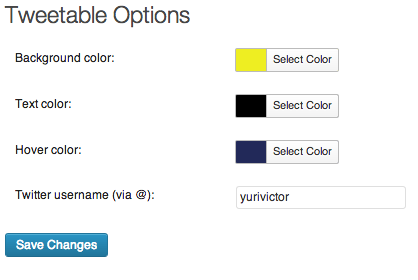 Tweetable Options
Background color: Select Color
Text color: Select Color
Hover color: Select Color
Twitter username (via @): yurivictor
Save Changes